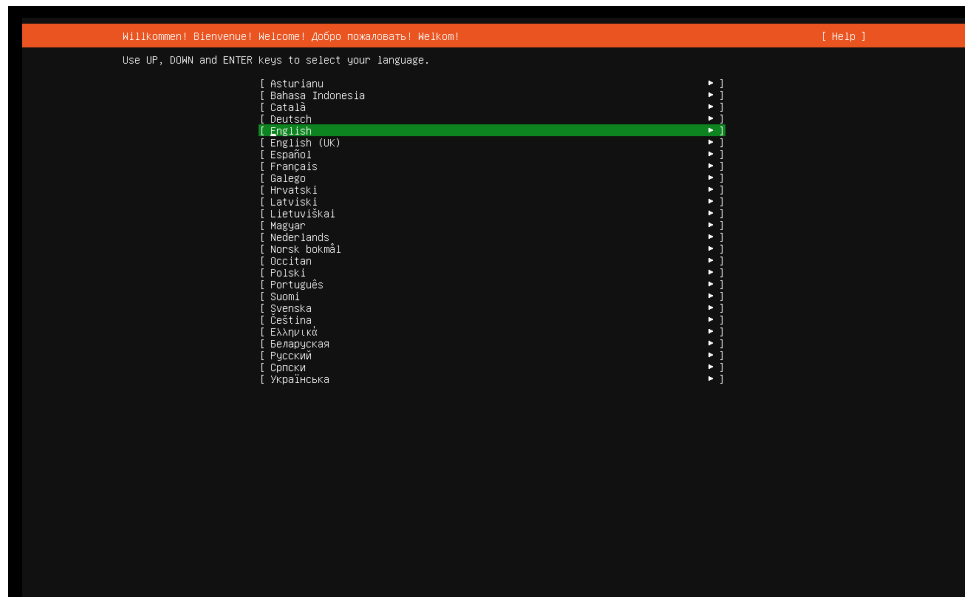 Willkommen! Bienvenue! Welcome! Добро пожаловать! Welkom! [ Help ]
Use UP, DOWN and ENTER keys to select your language.
[ Asturianu ► ]
[ Bahasa Indonesia ► ]
[ Català ► ]
[ Deutsch ► ]
[ English ► ]
[ English (UK) ► ]
[ Español ► ]
[ Français ► ]
[ Galego ► ]
[ Hrvatski ► ]
[ Latviski ► ]
[ Lietuviškai ► ]
[ Magyar ► ]
[ Nederlands ► ]
[ Norsk bokmål ► ]
[ Occitan ► ]
[ Polski ► ]
[ Português ► ]
[ Suomi ► ]
[ Svenska ► ]
[ Čeština ► ]
[ Ελληνικά ► ]
[ Беларуская ► ]
[ Русский ► ]
[ Српски ► ]
[ Українська ► ]